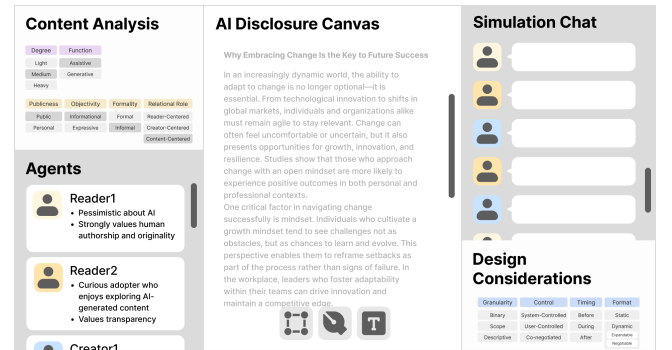 Content Analysis
Degree Function
Light Assistive
Medium Generative
Heavy
Publicness Objectivity Formality Relational Role
Public Informational Formal Reader-Centered
Personal Expressive Informal Creator-Centered
Content-Centered
Agents
Reader1
• Pessimistic about AI
• Strongly values human
authorship and originality
Reader2
• Curious adopter who
enjoys exploring AI-
generated content
• Values transparency
Creator1
AI Disclosure Canvas
Why Embracing Change Is the Key to Future Success
In an increasingly dynamic world, the ability to
adapt to change is no longer optional—it is
essential. From technological innovation to shifts in
global markets, individuals and organizations alike
must remain agile to stay relevant. Change can
often feel uncomfortable or uncertain, but it also
presents opportunities for growth, innovation, and
resilience. Studies show that those who approach
change with an open mindset are more likely to
experience positive outcomes in both personal and
professional contexts.
One critical factor in navigating change
successfully is mindset. Individuals who cultivate a
growth mindset tend to see challenges not as
obstacles, but as chances to learn and evolve. This
perspective enables them to reframe setbacks as
part of the process rather than signs of failure. In
the workplace, leaders who foster adaptability
within their teams can drive innovation and
maintain a competitive edge.
T
Simulation Chat
Design
Considerations
Granularity Control Timing Format
Binary System-Controlled Before Static
Scope User-Controlled During Dynamic
Descriptive Co-negotiated After Expandable
Negotiable